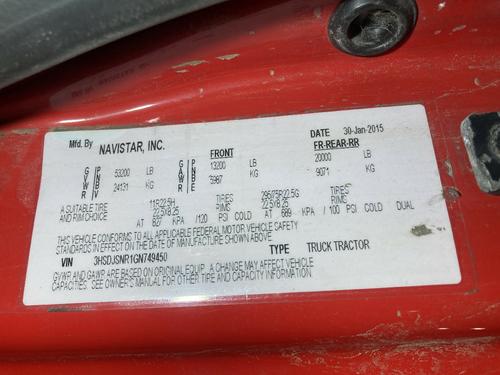 Mfd. By NAVISTAR, INC. DATE 30-Jan-2015
FRONT FR-REAR-RR
GVWR PNBV 53200 LB GAWR PNBE 13200 LB 20000 LB
24131 KG 5987 KG 9071 KG
A SUITABLE TIRE AND RIM CHOICE 11R22.5H TIRES 295/75R22.5G TIRES
22.5X8.25 RIMS 22.5X8.25 RIMS
AT 827 KPA / 120 PSI COLD AT 689 KPA / 100 PSI COLD DUAL
THIS VEHICLE CONFORMS TO ALL APPLICABLE FEDERAL MOTOR VEHICLE SAFETY
STANDARDS IN EFFECT ON THE DATE OF MANUFACTURE SHOWN ABOVE.
VIN 3HSDJSNR1GN749450 TYPE TRUCK TRACTOR
GVWR AND GAWR ARE BASED ON ORIGINAL EQUIP. A CHANGE MAY AFFECT VEHICLE
CAPACITIES. SEE OWNER'S MANUAL FOR OTHER TIRE AND CAPACITY INFORMATION.